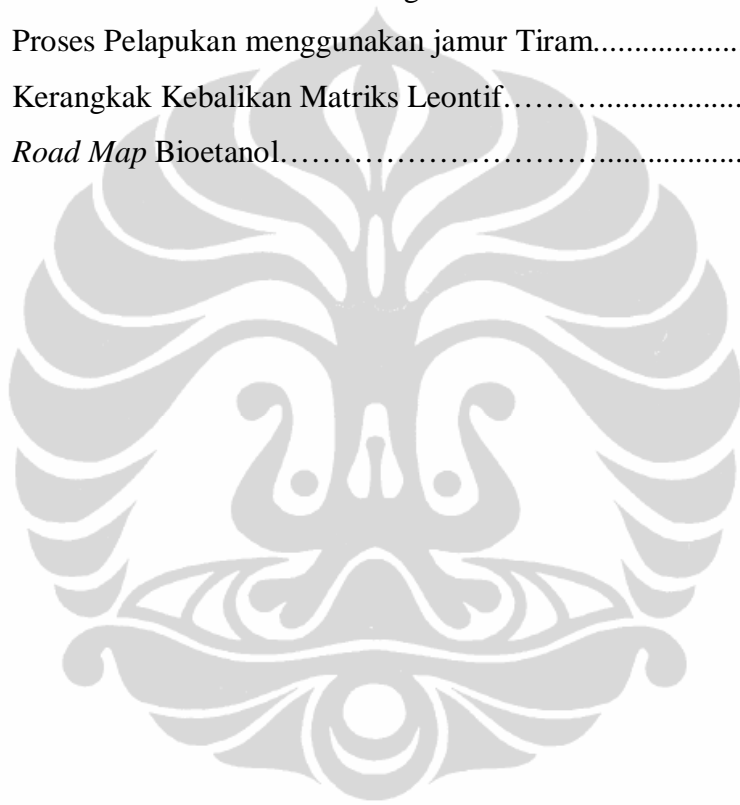 Proses Pelapukan menggunakan jamur Tiram..................
Kerangkak Kebalikan Matriks Leontif………..................
Road Map Bioetanol…………………………..................